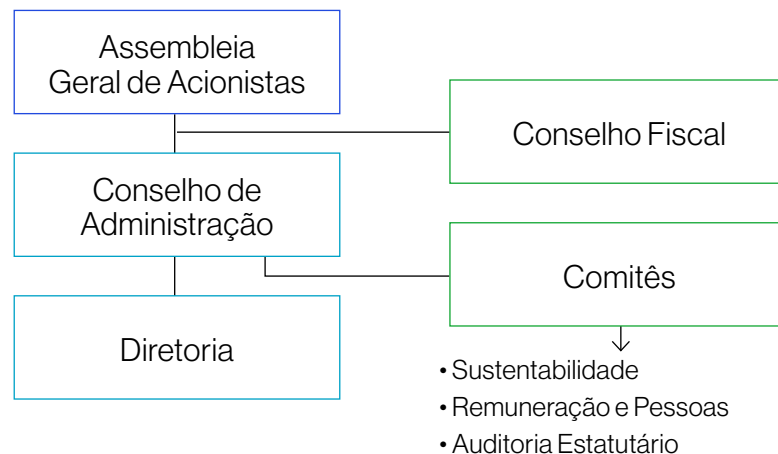 Assembleia
Geral de Acionistas
Conselho Fiscal
Conselho de
Administração
Comitês
Diretoria
• Sustentabilidade
• Remuneração e Pessoas
• Auditoria Estatutário